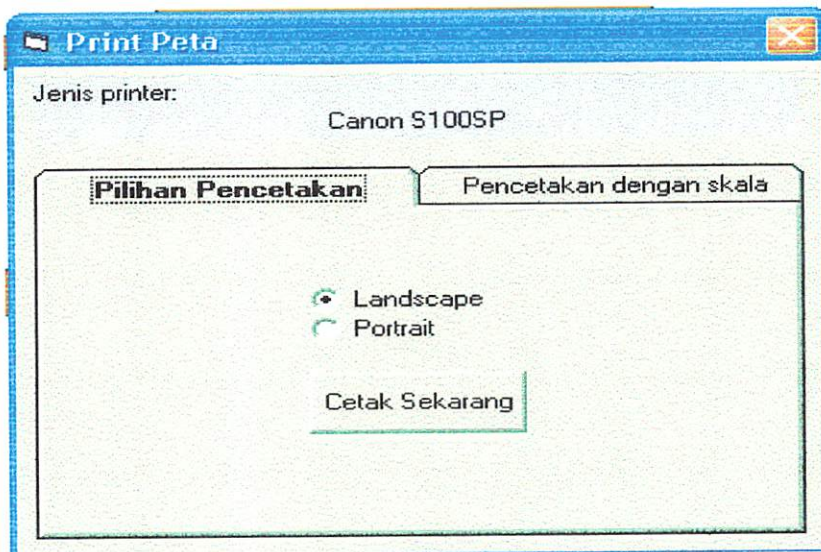 Print Peta
Jenis printer:
Canon S100SP
Pilihan Pencetakan
Pencetakan dengan skala
Landscape
Portrait
Cetak Sekarang